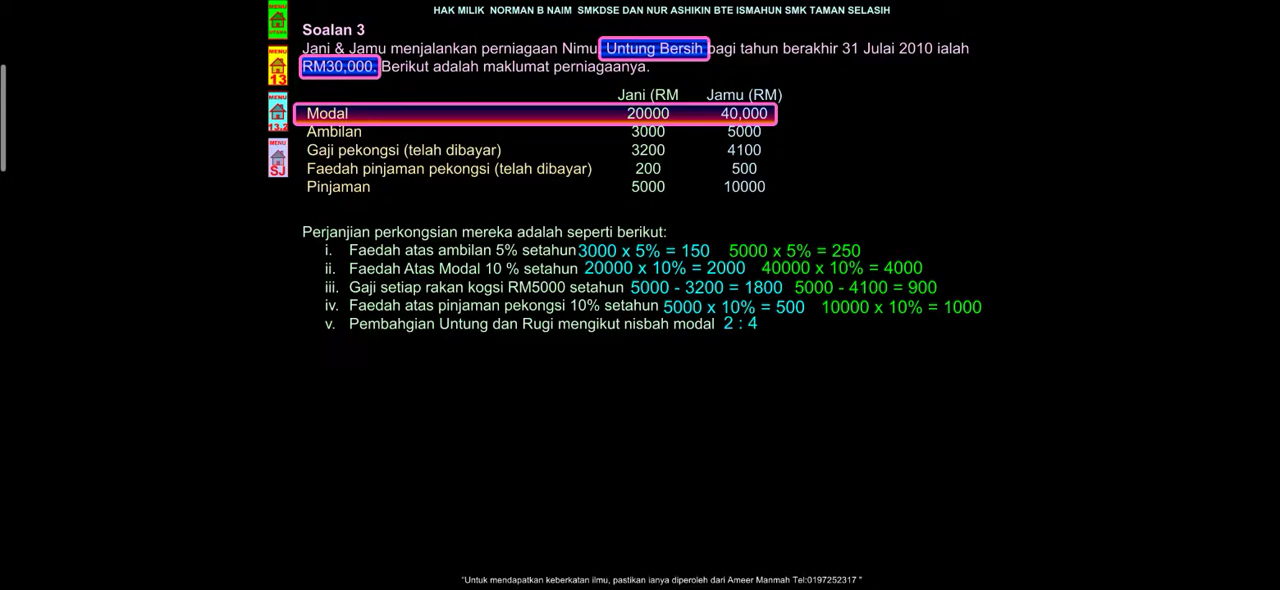 HAK MILIK NORMAN B NAIM SMKDSE DAN NUR ASHIKIN BTE ISMAHUN SMK TAMAN SELASIH
MENU
UTAMA
MENU
13
MENU
13.2
MENU
SJ
Soalan 3
Jani & Jamu menjalankan perniagaan Nimu. Untung Bersih bagi tahun berakhir 31 Julai 2010 ialah
RM30,000. Berikut adalah maklumat perniagaanya.
Jani (RM Jamu (RM)
Modal 20000 40,000
Ambilan 3000 5000
Gaji pekongsi (telah dibayar) 3200 4100
Faedah pinjaman pekongsi (telah dibayar) 200 500
Pinjaman 5000 10000
Perjanjian perkongsian mereka adalah seperti berikut:
i. Faedah atas ambilan 5% setahun 3000 x 5% = 150 5000 x 5% = 250
ii. Faedah Atas Modal 10 % setahun 20000 x 10% = 2000 40000 x 10% = 4000
iii. Gaji setiap rakan kogsi RM5000 setahun 5000 - 3200 = 1800 5000 - 4100 = 900
iv. Faedah atas pinjaman pekongsi 10% setahun 5000 x 10% = 500 10000 x 10% = 1000
v. Pembahgian Untung dan Rugi mengikut nisbah modal 2 : 4
"Untuk mendapatkan keberkatan ilmu, pastikan ianya diperoleh dari Ameer Manmah Tel:0197252317 "